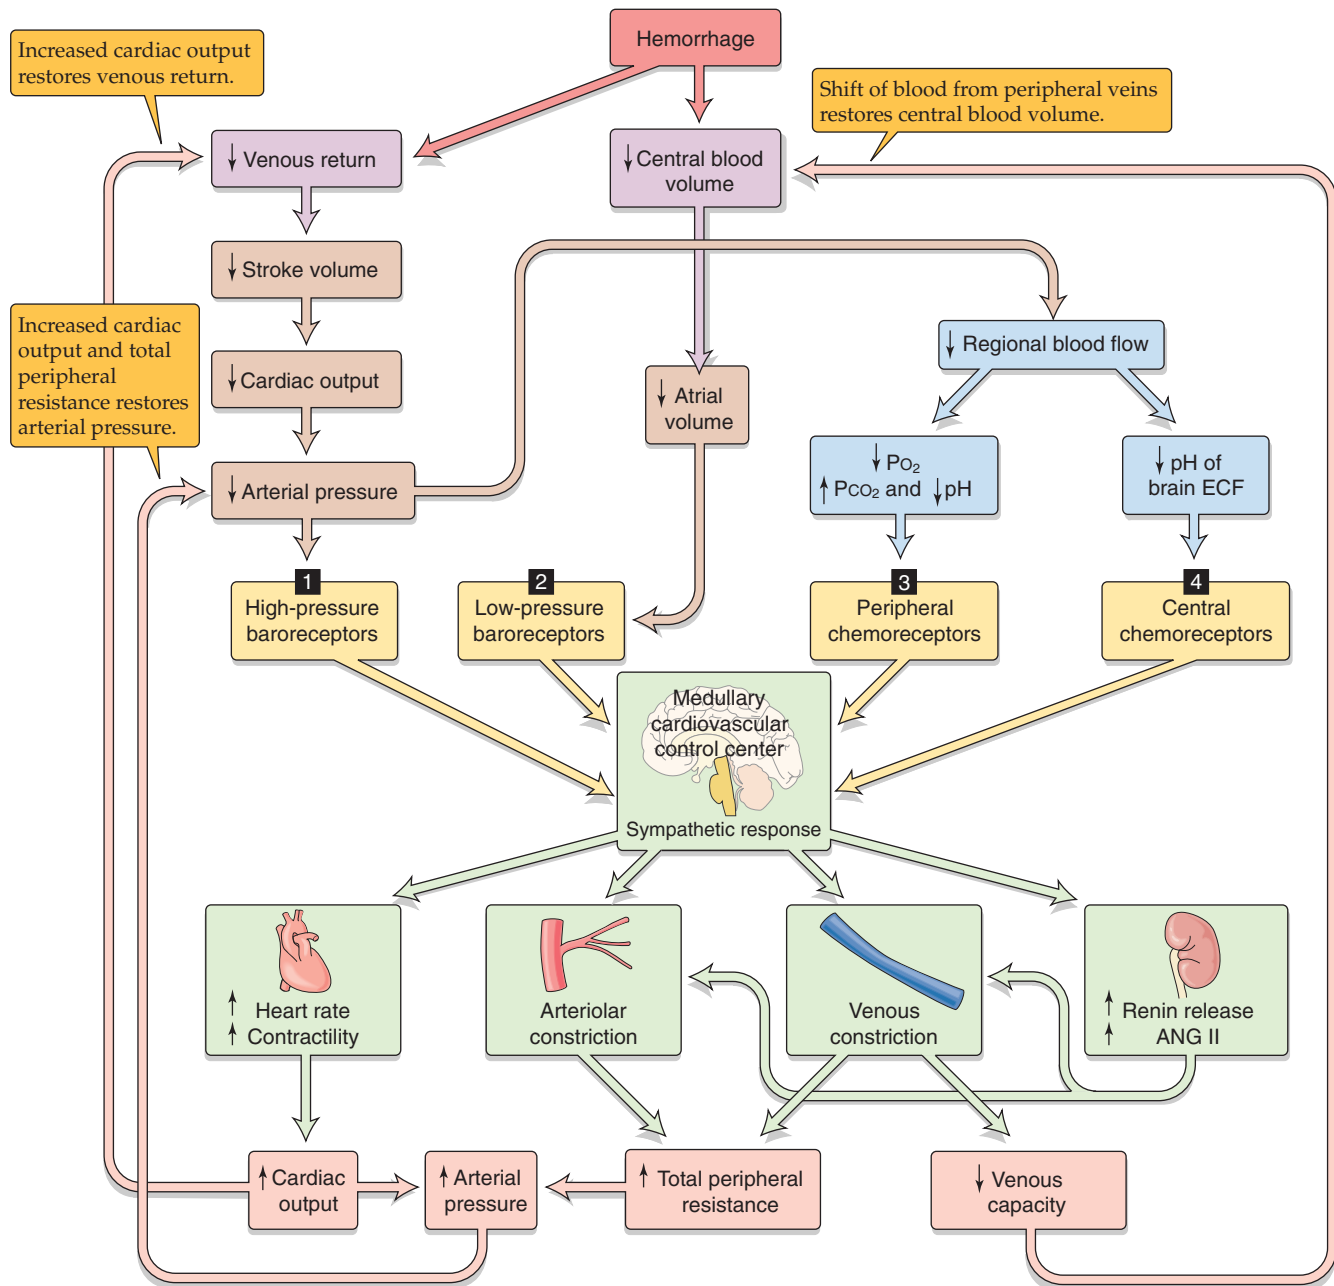 Hemorrhage
Increased cardiac output
restores venous return.
Shift of blood from peripheral veins
restores central blood volume.
↓ Venous return
↓ Central blood
volume
↓ Stroke volume
Increased cardiac
output and total
peripheral
resistance restores
arterial pressure.
↓ Cardiac output
↓ Atrial
volume
↓ Regional blood flow
↓ Arterial pressure
↓ PO2
↑ PCO2 and ↓ pH
↓ pH of
brain ECF
1
High-pressure
baroreceptors
2
Low-pressure
baroreceptors
3
Peripheral
chemoreceptors
4
Central
chemoreceptors
Medullary
cardiovascular
control center
Sympathetic response
↑ Heart rate
↑ Contractility
Arteriolar
constriction
Venous
constriction
↑ Renin release
↑ ANG II
↑ Cardiac
output
↑ Arterial
pressure
↑ Total peripheral
resistance
↓ Venous
capacity